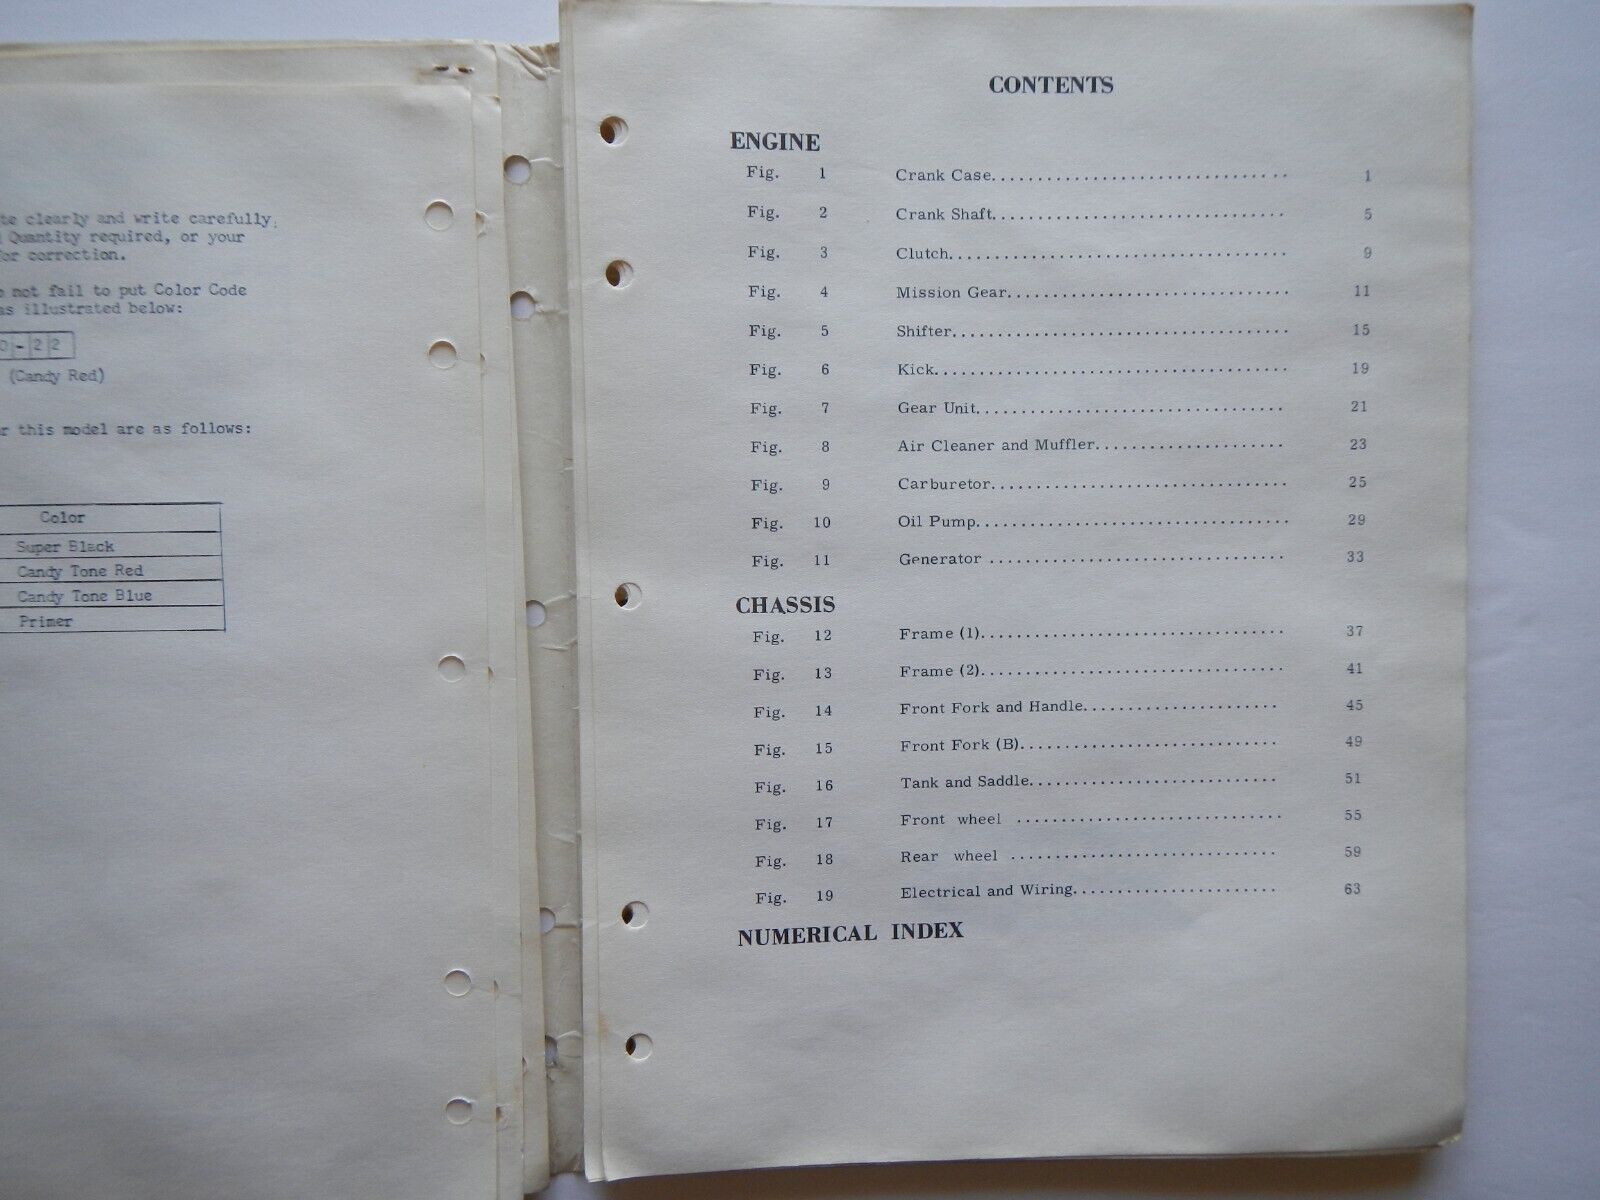 te clearly and write carefully,
Quantity required, or your
for correction.
not fail to put Color Code
as illustrated below:
0-22
(Candy Red)
r this model are as follows:
Color
Super Black
Candy Tone Red
Candy Tone Blue
Primer
CONTENTS
ENGINE
Fig. 1 Crank Case................................ 1
Fig. 2 Crank Shaft................................ 5
Fig. 3 Clutch..................................... 9
Fig. 4 Mission Gear............................... 11
Fig. 5 Shifter.................................... 15
Fig. 6 Kick...................................... 19
Fig. 7 Gear Unit.................................. 21
Fig. 8 Air Cleaner and Muffler..................... 23
Fig. 9 Carburetor................................ 25
Fig. 10 Oil Pump.................................. 29
Fig. 11 Generator ................................ 33
CHASSIS
Fig. 12 Frame (1)................................. 37
Fig. 13 Frame (2)................................. 41
Fig. 14 Front Fork and Handle...................... 45
Fig. 15 Front Fork (B)............................ 49
Fig. 16 Tank and Saddle........................... 51
Fig. 17 Front wheel .............................. 55
Fig. 18 Rear wheel .............................. 59
Fig. 19 Electrical and Wiring....................... 63
NUMERICAL INDEX